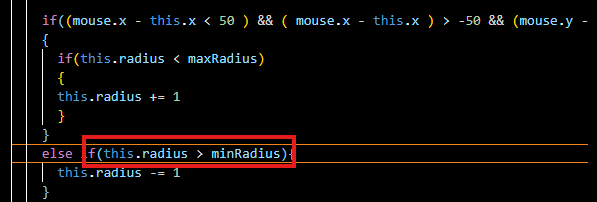 if((mouse.x - this.x < 50 ) && ( mouse.x - this.x ) > -50 && (mouse.y -
{
if(this.radius < maxRadius)
{
this.radius += 1
}
}
else if(this.radius > minRadius){
this.radius -= 1
}